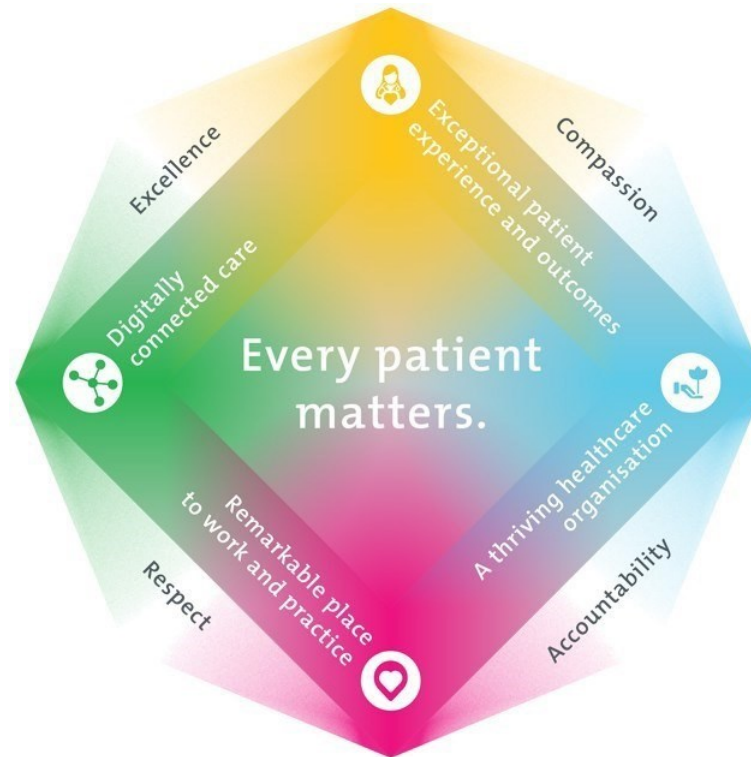 Excellence
Compassion
Exceptional patient
experience and outcomes
Digitally
connected care
Every patient
matters.
Remarkable place
to work and practice
A thriving healthcare
organisation
Respect
Accountability